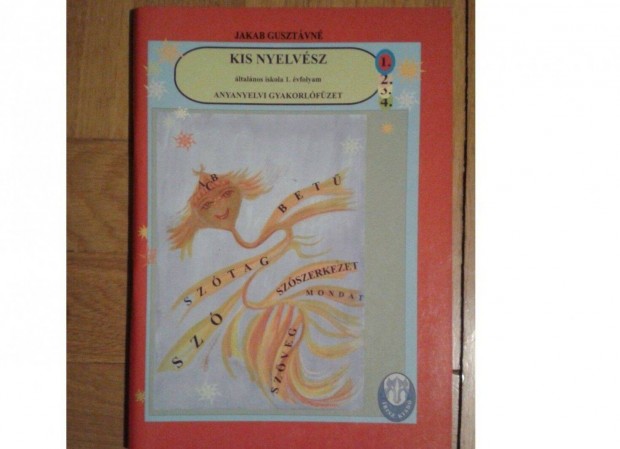 JAKAB GUSZTÁVNÉ
KIS NYELVÉSZ
általános iskola 1. évfolyam
ANYANYELVI GYAKORLÓFÜZET
1.
2.
3.
4.
ABC
BETŰ
SZÓTAG
SZÓSZERKEZET
MONDAT
SZÓ
SZÖVEG